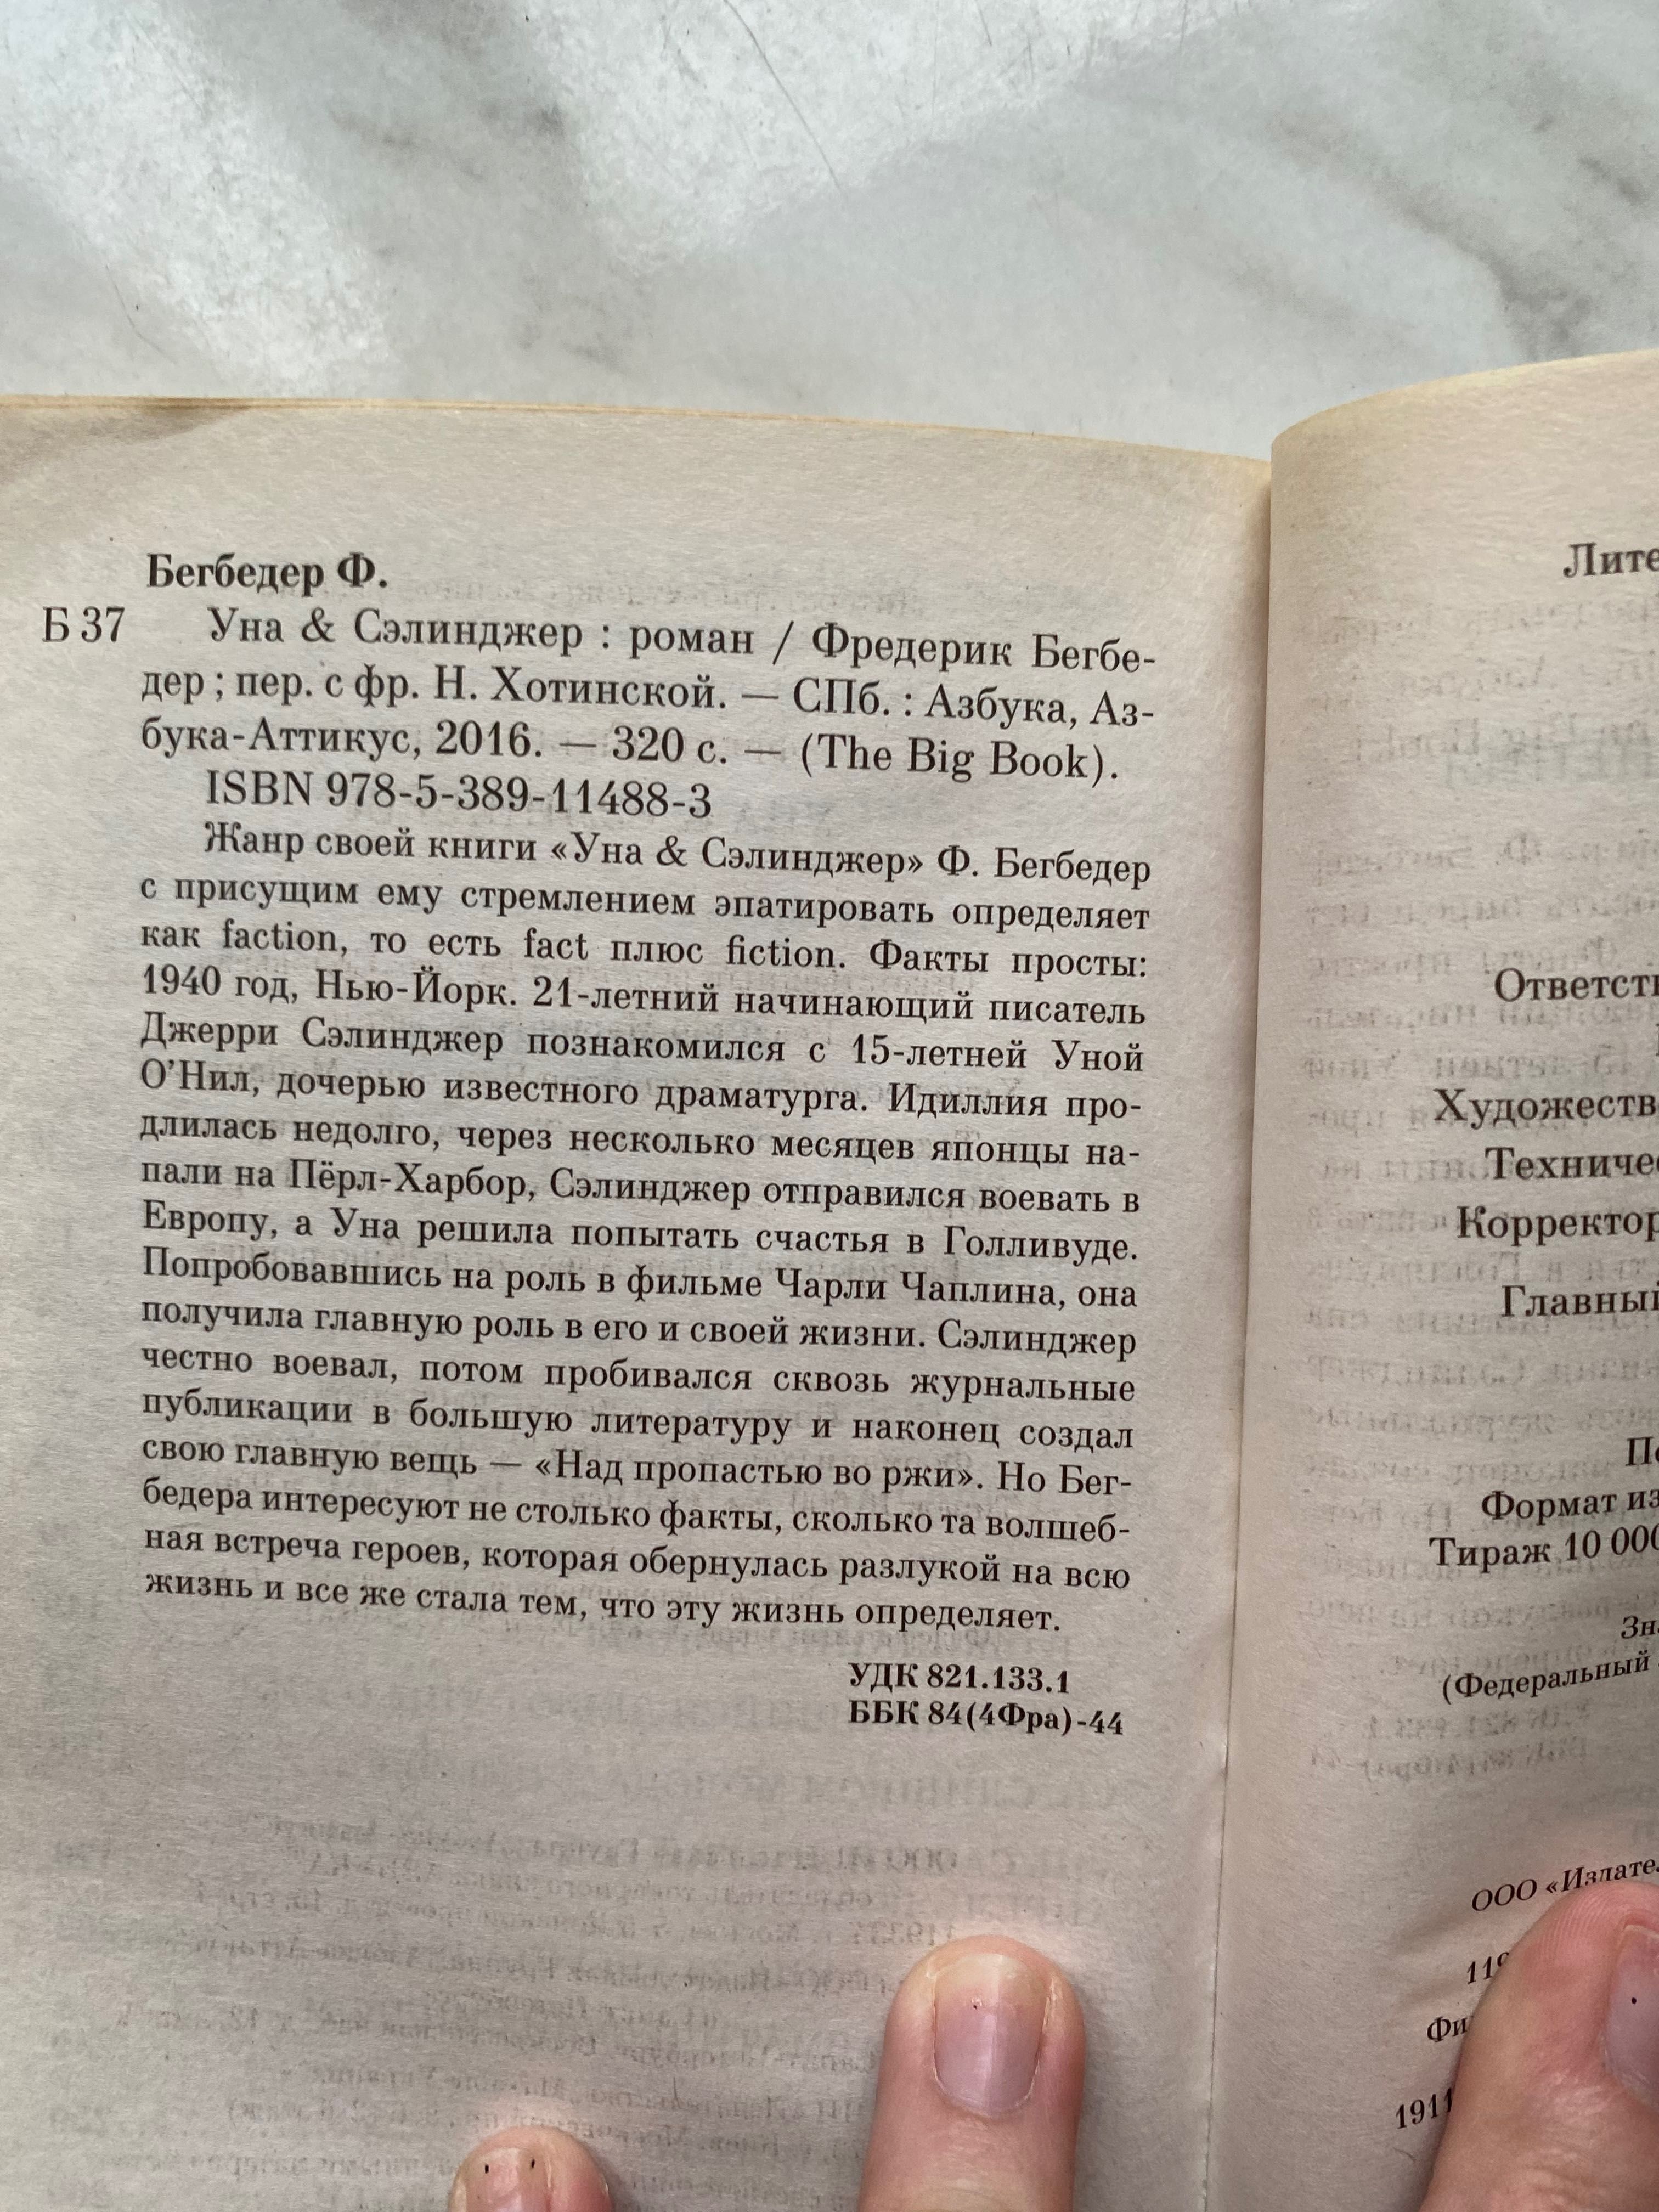 Бегбедер Ф.
Б 37 Уна & Сэлинджер : роман / Фредерик Бегбе-
дер ; пер. с фр. Н. Хотинской. — СПб. : Азбука, Аз-
бука-Аттикус, 2016. — 320 с. — (The Big Book).
ISBN 978-5-389-11488-3
Жанр своей книги «Уна & Сэлинджер» Ф. Бегбедер
с присущим ему стремлением эпатировать определяет
как faction, то есть fact плюс fiction. Факты просты:
1940 год, Нью-Йорк. 21-летний начинающий писатель
Джерри Сэлинджер познакомился с 15-летней Уной
О’Нил, дочерью известного драматурга. Идиллия про-
длилась недолго, через несколько месяцев японцы на-
пали на Пёрл-Харбор, Сэлинджер отправился воевать в
Европу, а Уна решила попытать счастья в Голливуде.
Попробовавшись на роль в фильме Чарли Чаплина, она
получила главную роль в его и своей жизни. Сэлинджер
честно воевал, потом пробивался сквозь журнальные
публикации в большую литературу и наконец создал
свою главную вещь — «Над пропастью во ржи». Но Бег-
бедера интересуют не столько факты, сколько та волшеб-
ная встреча героев, которая обернулась разлукой на всю
жизнь и все же стала тем, что эту жизнь определяет.
УДК 821.133.1
ББК 84(4Фра)-44
Лите
Ответст
Художеств
Техниче
Корректор
Главный
По
Формат из
Тираж 10 000
Зна
(Федеральный
ООО «Издате
119
Фи
1911